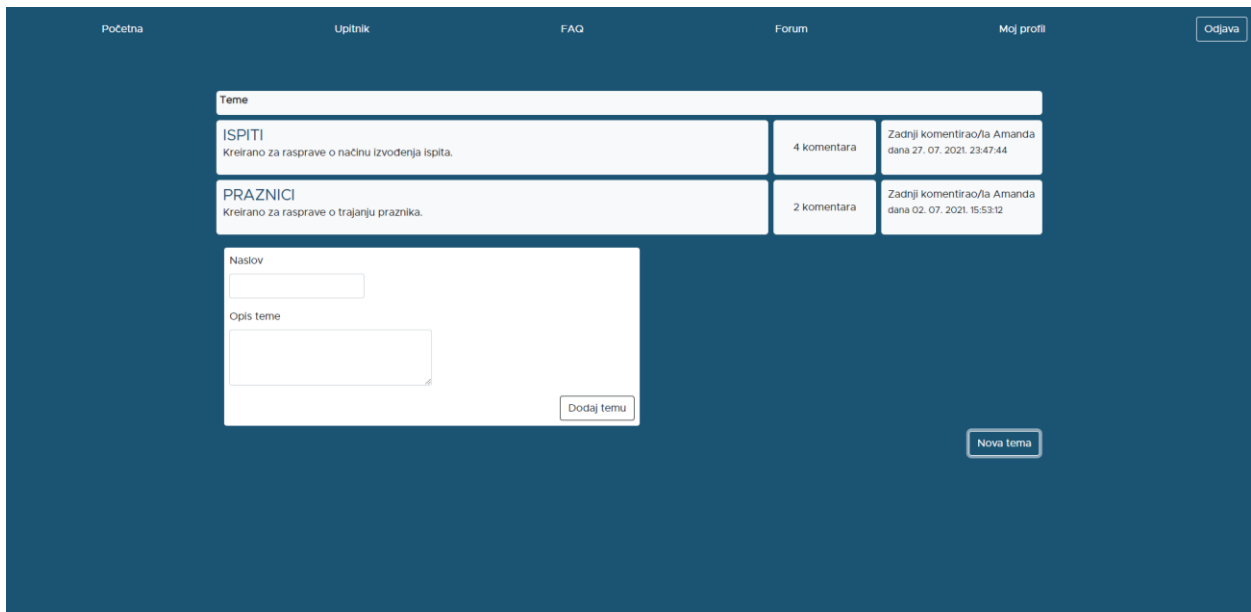 Početna Upitnik FAQ Forum Moj profil Odjava
Teme
ISPITI
Kreirano za rasprave o načinu izvođenja ispita.
4 komentara
Zadnji komentirao/la Amanda
dana 27. 07. 2021. 23:47:44
PRAZNICI
Kreirano za rasprave o trajanju praznika.
2 komentara
Zadnji komentirao/la Amanda
dana 02. 07. 2021. 15:53:12
Naslov
Opis teme
Dodaj temu
Nova tema